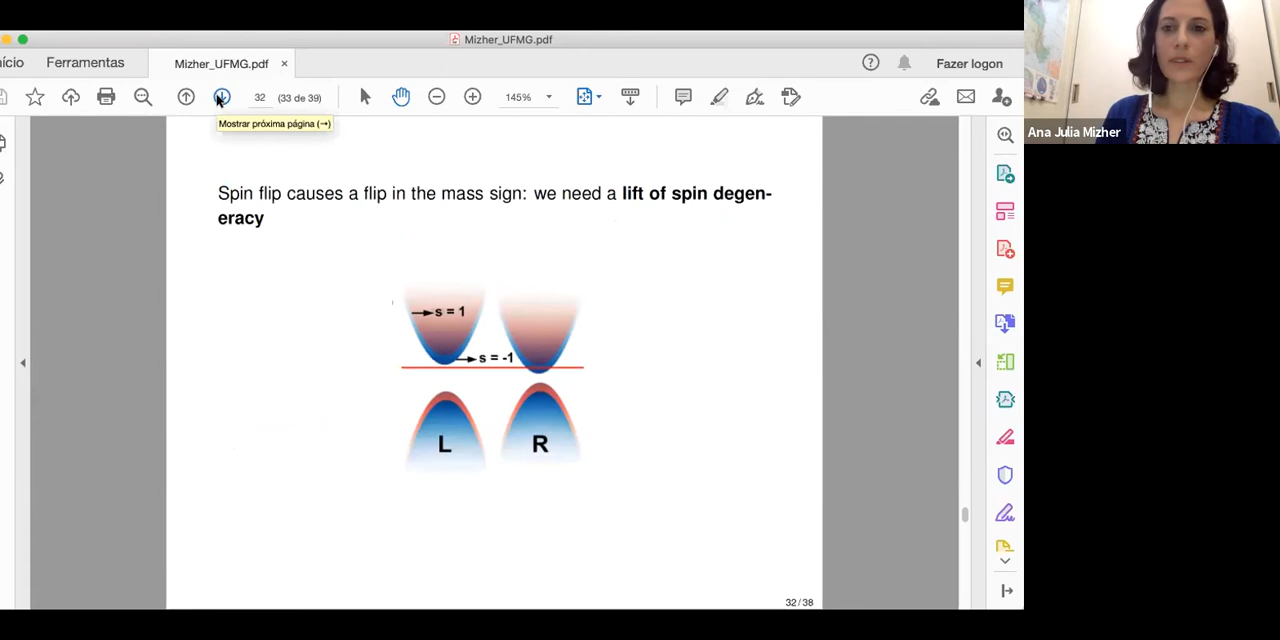 Mizher_UFMG.pdf
nício
Ferramentas
Mizher_UFMG.pdf ×
Fazer logon
32 (33 de 39)
145%
Mostrar próxima página (→)
Ana Julia Mizher
Spin flip causes a flip in the mass sign: we need a lift of spin degen-
eracy
s = 1
s = -1
L R
32 / 38